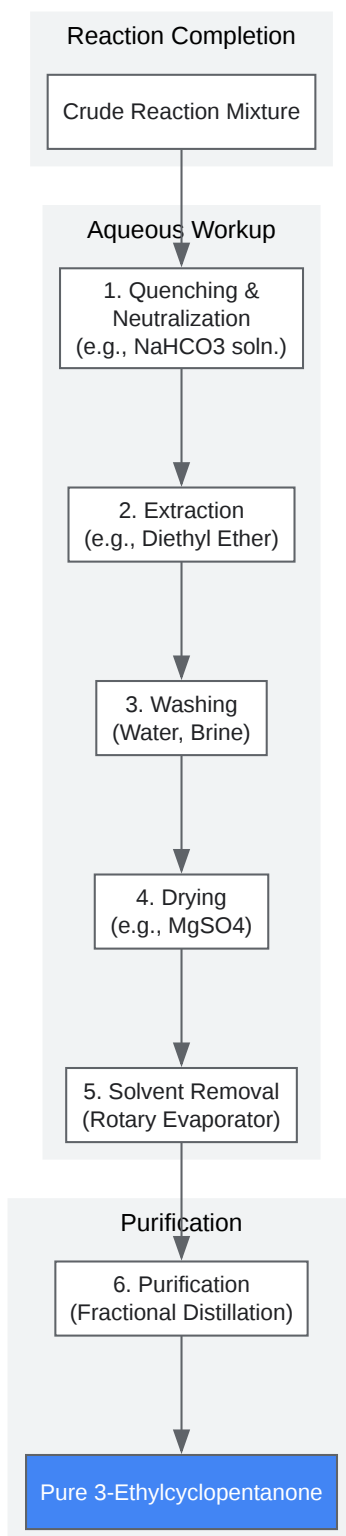 Reaction Completion
Crude Reaction Mixture
Aqueous Workup
1. Quenching &
Neutralization
(e.g., NaHCO3 soln.)
2. Extraction
(e.g., Diethyl Ether)
3. Washing
(Water, Brine)
4. Drying
(e.g., MgSO4)
5. Solvent Removal
(Rotary Evaporator)
Purification
6. Purification
(Fractional Distillation)
Pure 3-Ethylcyclopentanone